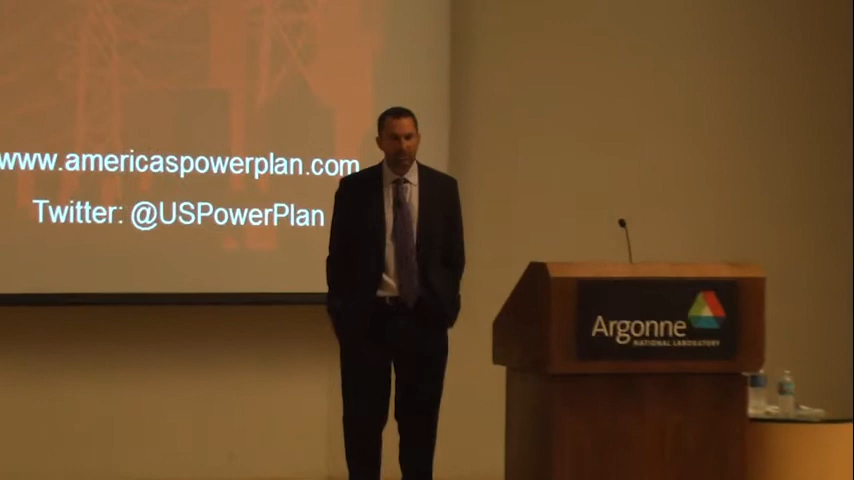 www.americaspowerplan.com
Twitter: @USPowerPlan
Argonne
NATIONAL LABORATORY